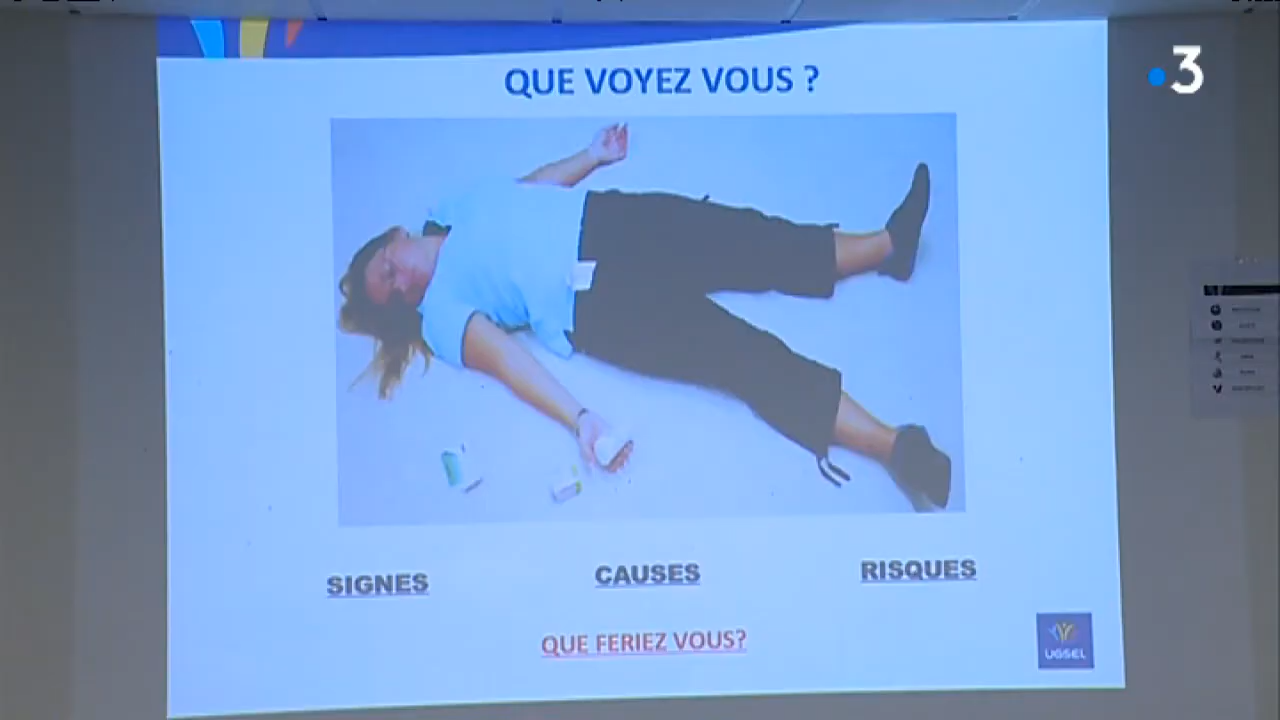 QUE VOYEZ VOUS ?
3
SIGNES
CAUSES
RISQUES
QUE FERIEZ VOUS?
UGSEL